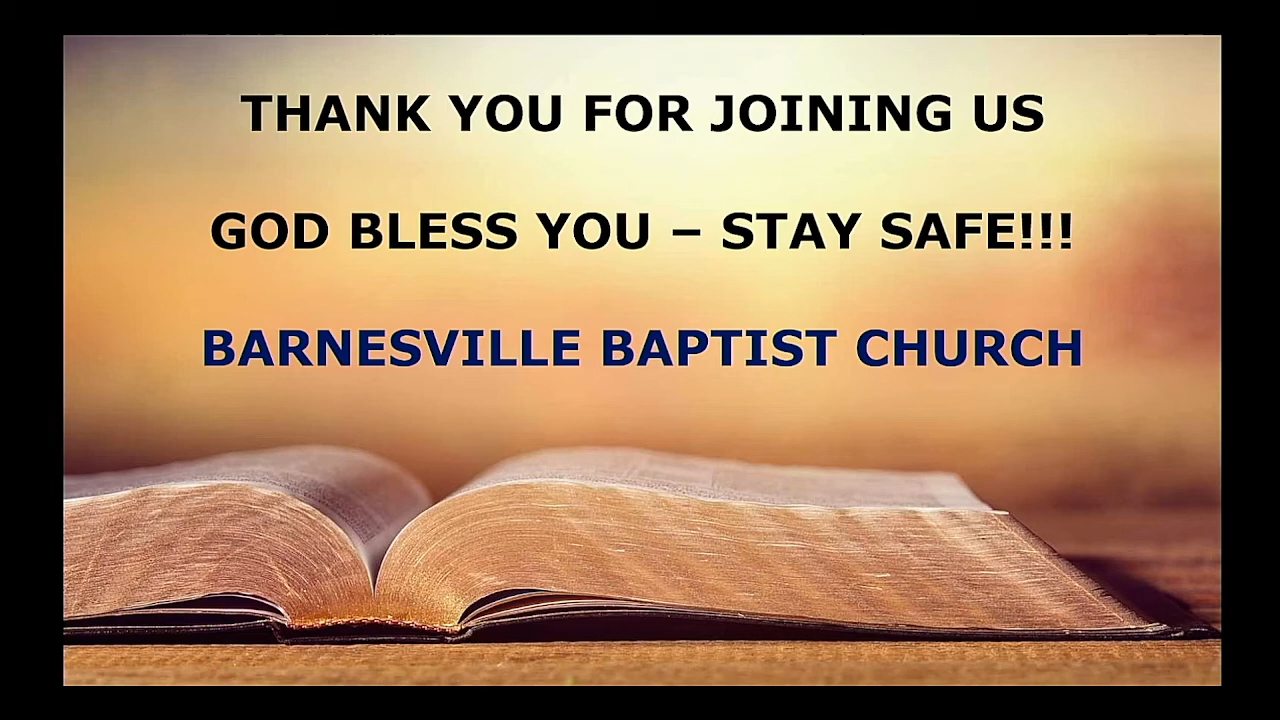 THANK YOU FOR JOINING US
GOD BLESS YOU – STAY SAFE!!!
BARNESVILLE BAPTIST CHURCH